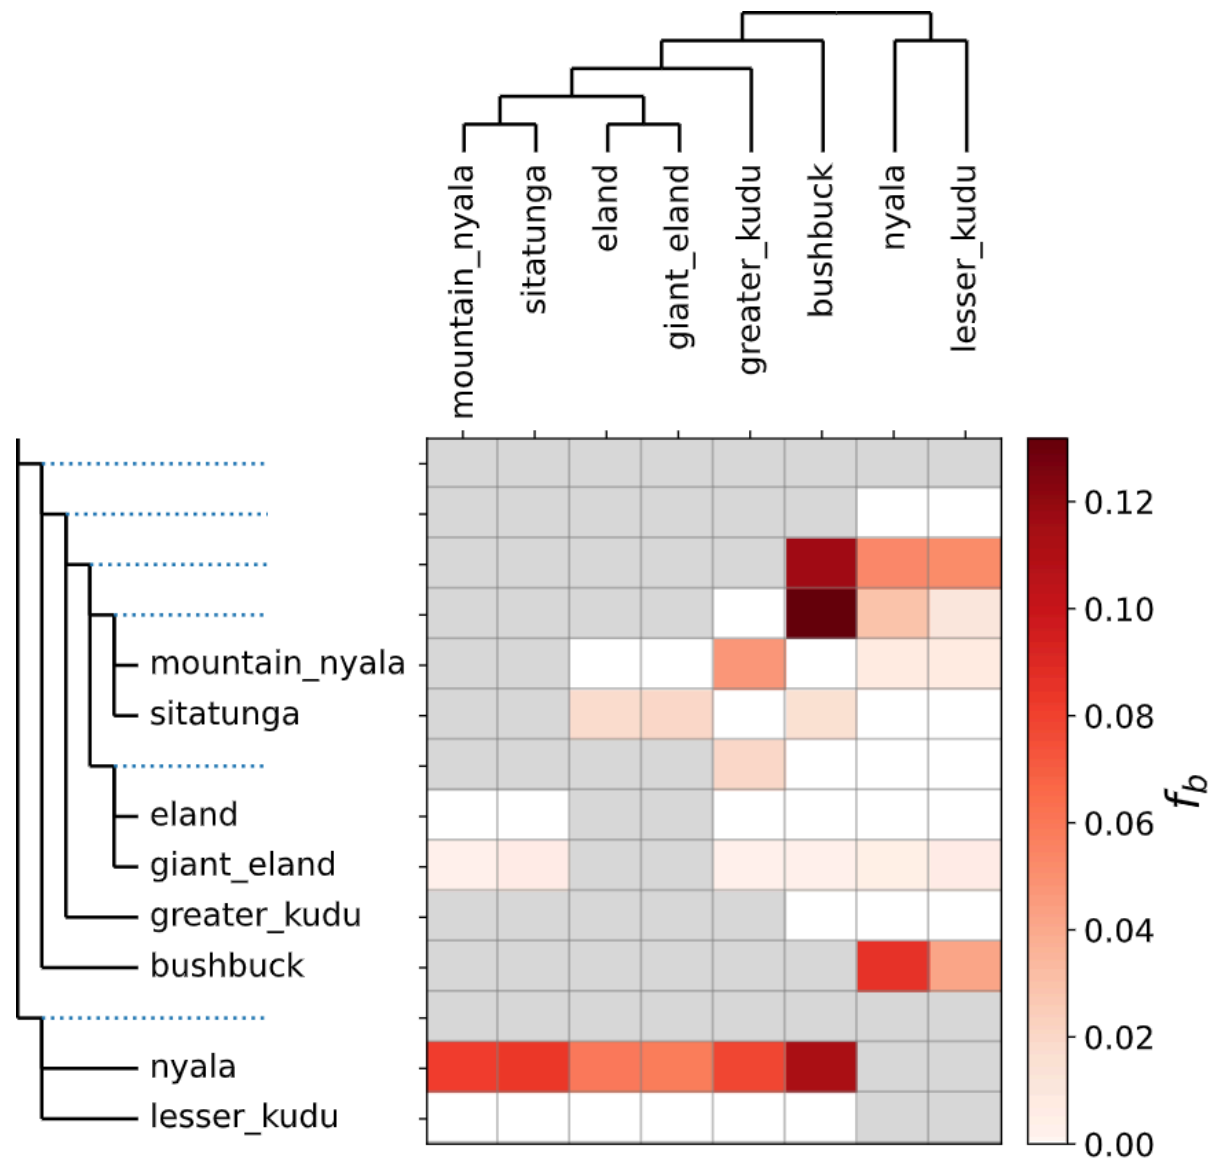 mountain_nyala
sitatunga
eland
giant_eland
greater_kudu
bushbuck
nyala
lesser_kudu
mountain_nyala
sitatunga
eland
giant_eland
greater_kudu
bushbuck
nyala
lesser_kudu
0.12
0.10
0.08
0.06
0.04
0.02
0.00
f_b